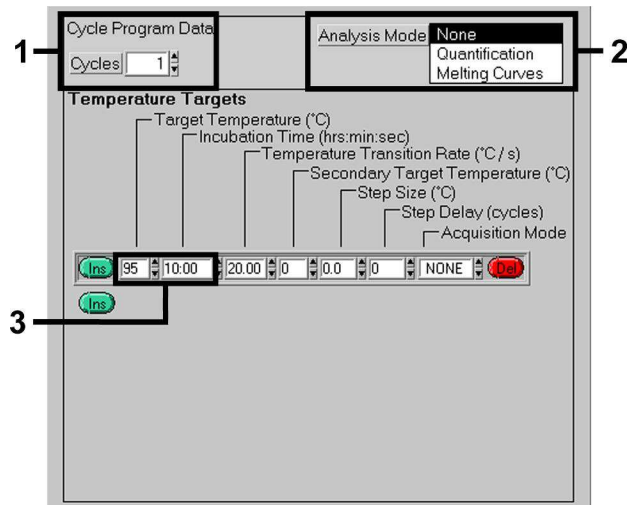 Cycle Program Data
1
Cycles 1
Analysis Mode None
Quantification
Melting Curves
2
Temperature Targets
Target Temperature (°C)
Incubation Time (hrs:min:sec)
Temperature Transition Rate (°C / s)
Secondary Target Temperature (°C)
Step Size (°C)
Step Delay (cycles)
Acquisition Mode
Ins 95 10:00 20.00 0 0.0 0 NONE Del
Ins
3